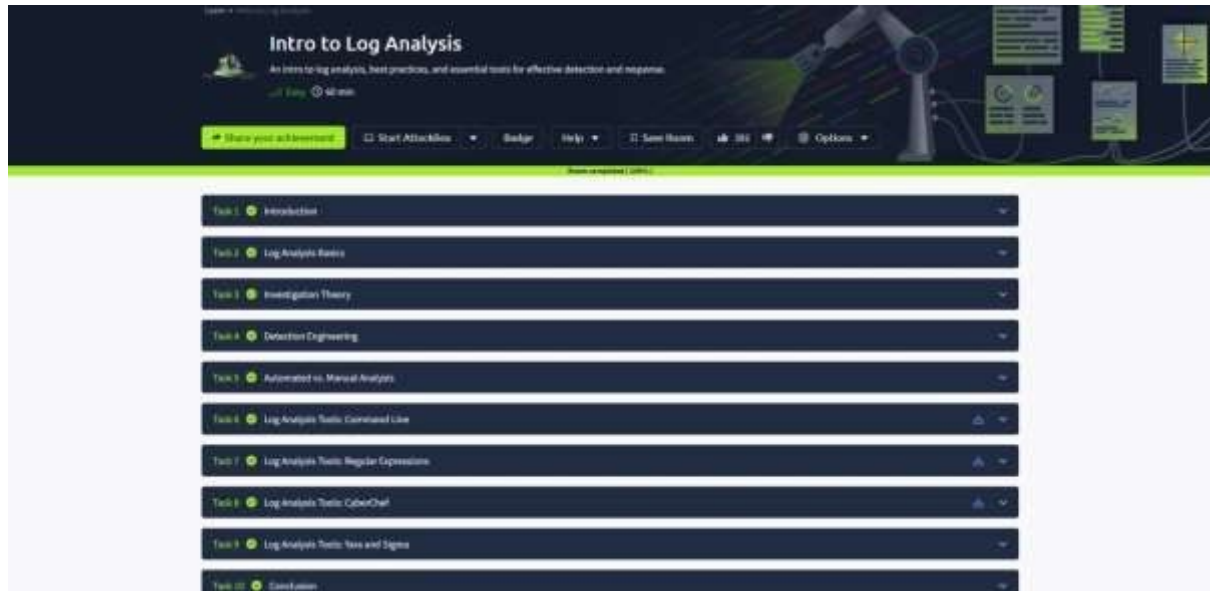 Intro to Log Analysis
An intro to log analysis, best practices, and essential tools for effective detection and response.
Easy 60 min
Share your achievement Start AttackBox Badge Help Save Room Options
Room completed ( 100% )
Task 1 Introduction
Task 2 Log Analysis Basics
Task 3 Investigation Theory
Task 4 Detection Engineering
Task 5 Automated vs. Manual Analysis
Task 6 Log Analysis Tools: Command Line
Task 7 Log Analysis Tools: Regular Expressions
Task 8 Log Analysis Tools: CyberChef
Task 9 Log Analysis Tools: Yara and Sigma
Task 10 Conclusion